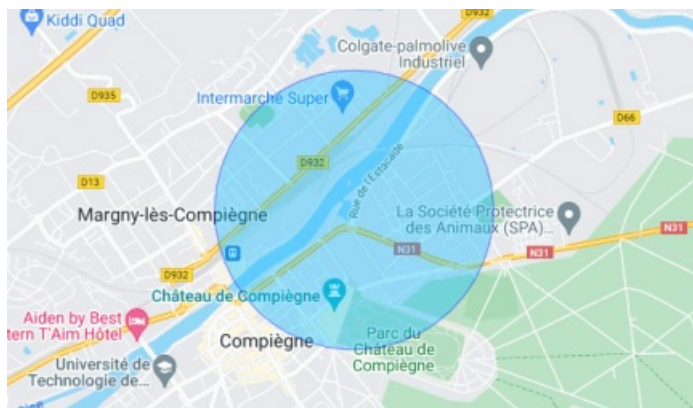 Kiddi Quad
D932
Colgate-palmolive
Industriel
D935
Intermarché Super
D66
D932
Rue de l'Estacade
D13
Margny-lès-Compiègne
La Société Protectrice
des Animaux (SPA)...
N31
N31
N31
D932
Château de Compiègne
Aiden by Best
tern T'Aim Hôtel
Compiègne
Parc du
Château de
Compiègne
Université de
Technologie de...